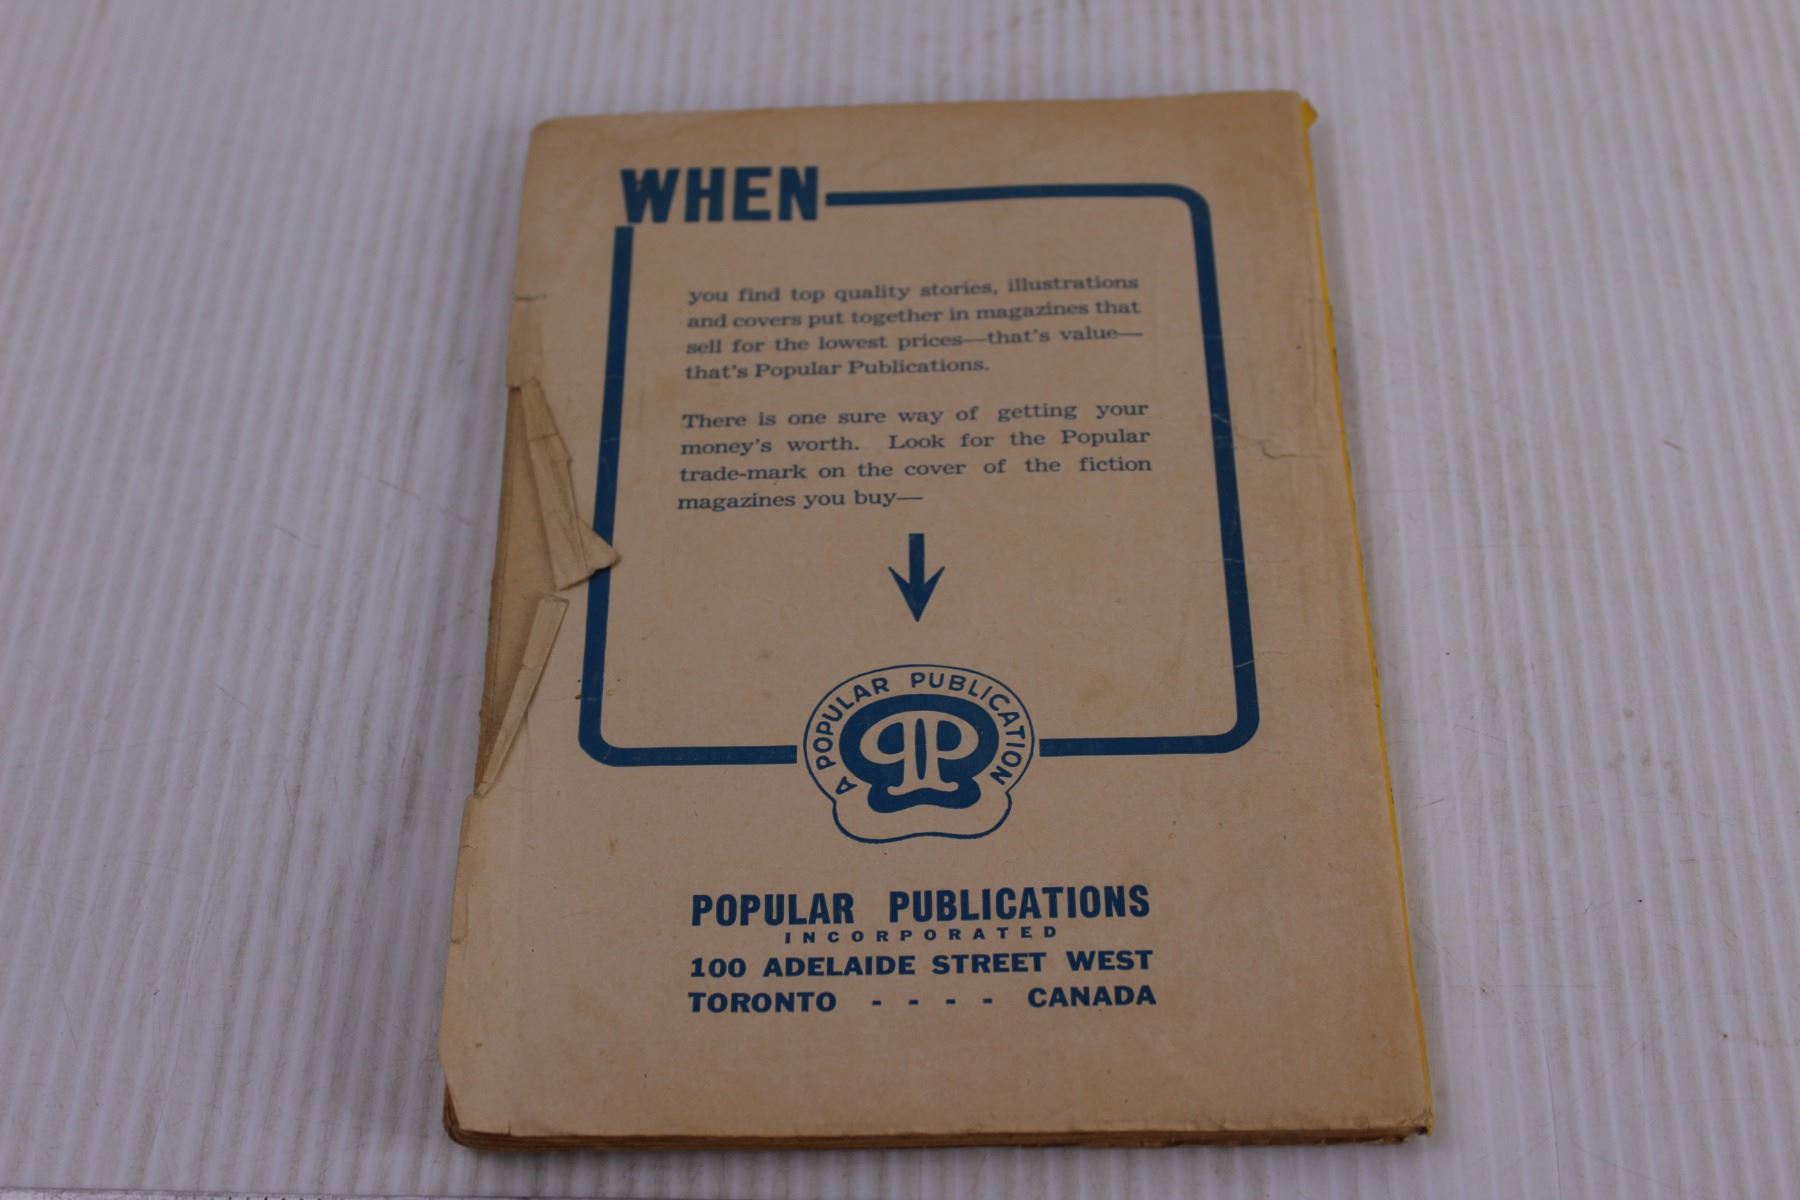 WHEN
you find top quality stories, illustrations
and covers put together in magazines that
sell for the lowest prices—that's value—
that's Popular Publications.
There is one sure way of getting your
money's worth. Look for the Popular
trade-mark on the cover of the fiction
magazines you buy—
A POPULAR PUBLICATION
PP
POPULAR PUBLICATIONS
INCORPORATED
100 ADELAIDE STREET WEST
TORONTO - - - - CANADA